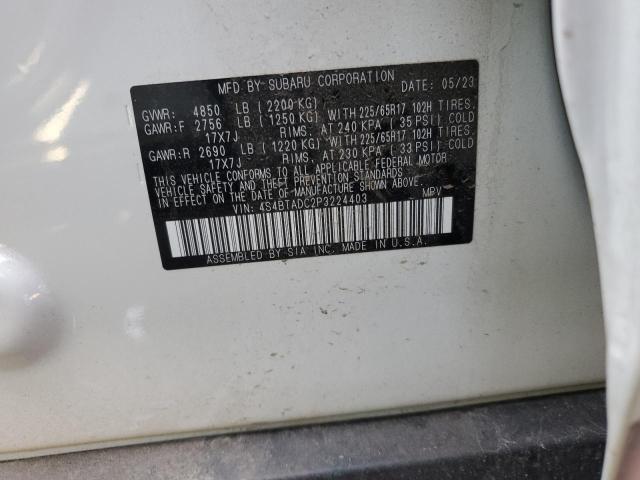 MFD BY SUBARU CORPORATION DATE: 05/23
GVWR: 4850 LB (2200 KG)
GAWR:F 2756 LB (1250 KG) WITH 225/65R17 102H TIRES.
17X7J RIMS. AT 240 KPA (35 PSI) COLD
GAWR:R 2690 LB (1220 KG) WITH 225/65R17 102H TIRES.
17X7J RIMS. AT 230 KPA (33 PSI) COLD
THIS VEHICLE CONFORMS TO ALL APPLICABLE FEDERAL MOTOR
VEHICLE SAFETY AND THEFT PREVENTION STANDARDS
IN EFFECT ON THE DATE OF MANUFACTURE SHOWN ABOVE.
VIN: 4S4BTADC2P3224403 MPV
ASSEMBLED BY SIA INC. MADE IN U.S.A.